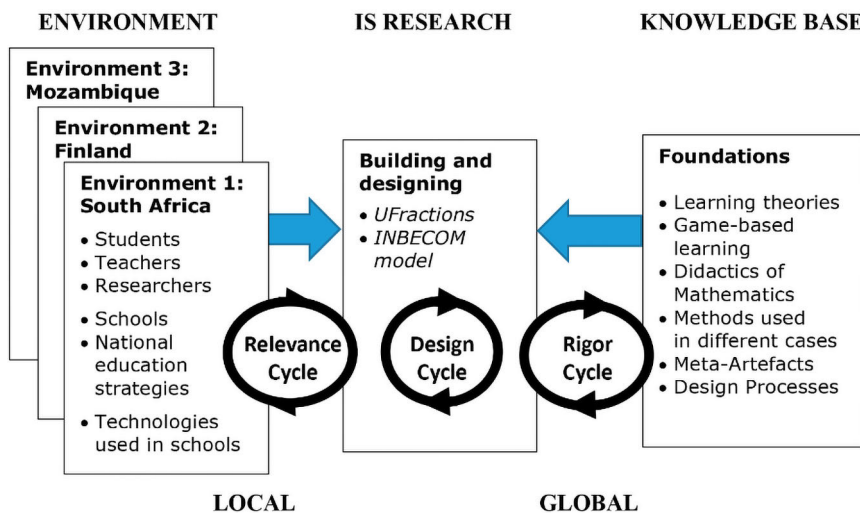 ENVIRONMENT
IS RESEARCH
KNOWLEDGE BASE
Environment 3:
Mozambique
Environment 2:
Finland
Environment 1:
South Africa
• Students
• Teachers
• Researchers
• Schools
• National
education
strategies
• Technologies
used in schools
Relevance
Cycle
Building and
designing
• UFractions
• INBECOM
model
Design
Cycle
Rigor
Cycle
Foundations
• Learning theories
• Game-based
learning
• Didactics of
Mathematics
• Methods used
in different cases
• Meta-Artefacts
• Design Processes
LOCAL
GLOBAL